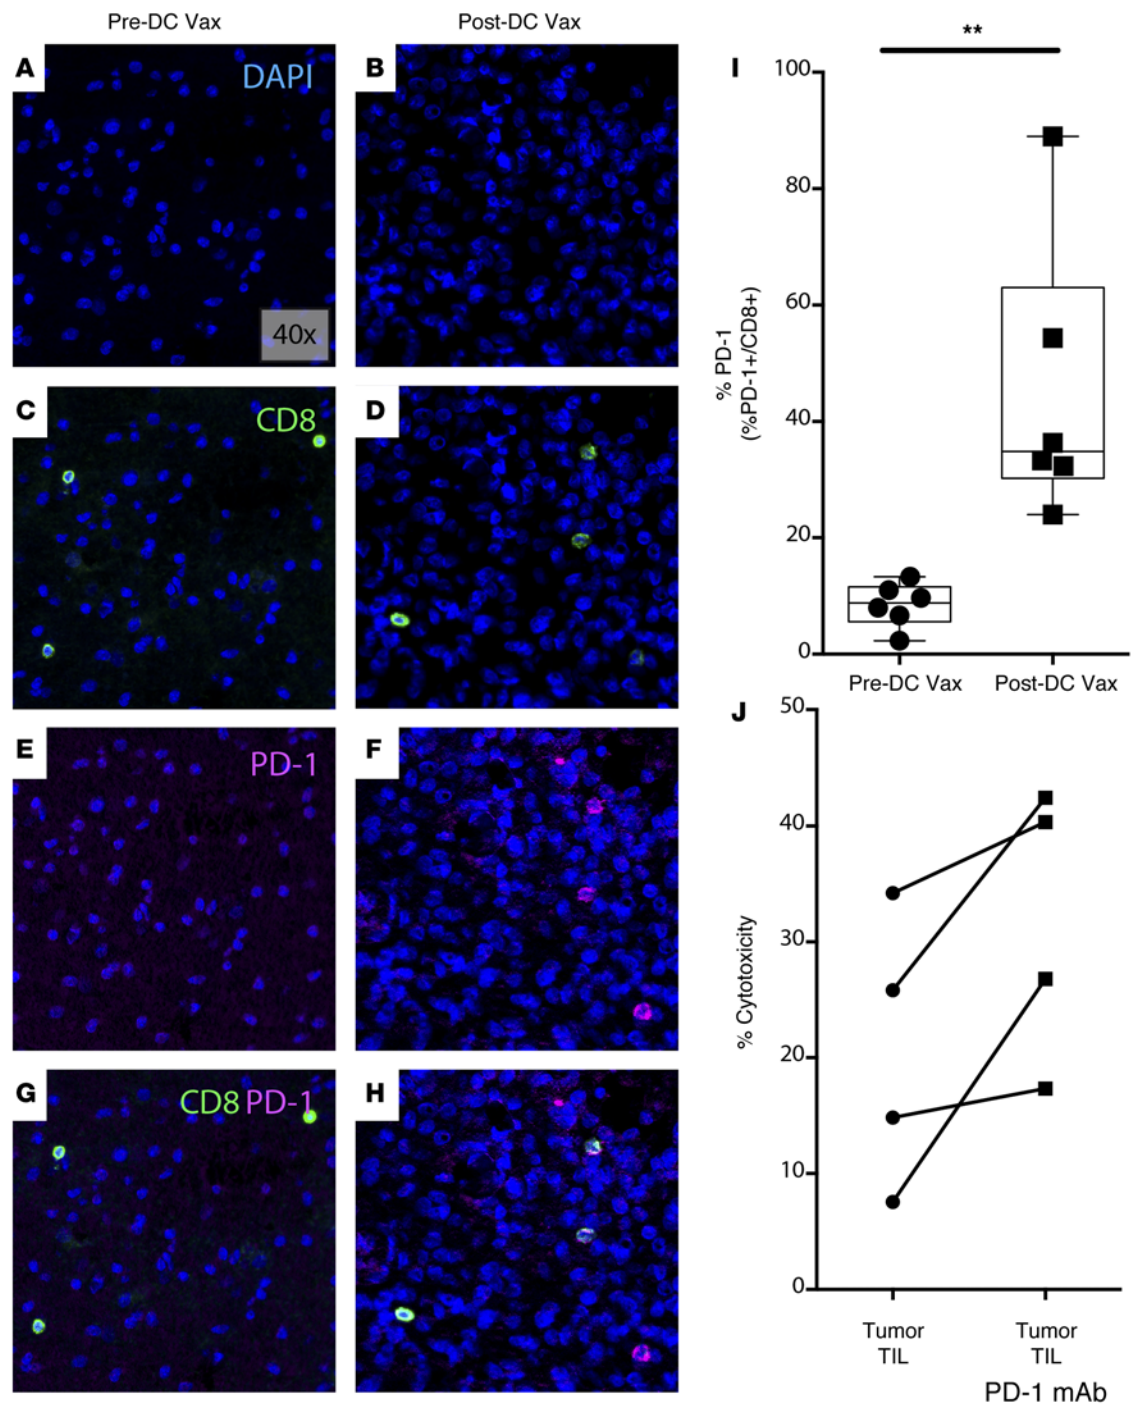 Pre-DC Vax
Post-DC Vax
A
DAPI
40x
B
C
CD8
D
E
PD-1
F
G
CD8 PD-1
H
I
**
100
80
60
40
20
0
% PD-1
(%PD-1+/CD8+)
Pre-DC Vax
Post-DC Vax
J
50
40
30
20
10
0
% Cytotoxicity
Tumor
TIL
Tumor
TIL
PD-1 mAb